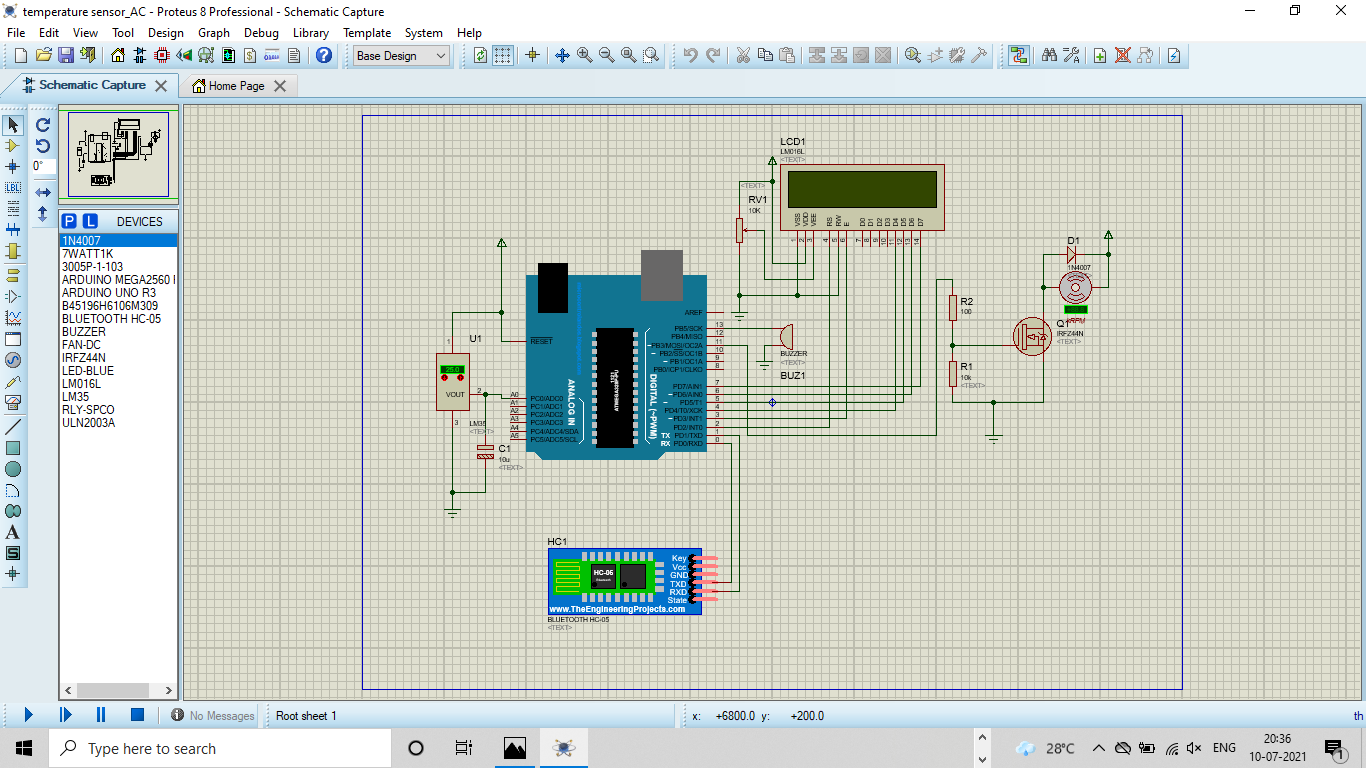 temperature sensor_AC - Proteus 8 Professional - Schematic Capture
File Edit View Tool Design Graph Debug Library Template System Help
Base Design
Schematic Capture
Home Page
0°
P L DEVICES
1N4007
7WATT1K
3005P-1-103
ARDUINO MEGA2560 
ARDUINO UNO R3
B45196H6106M309
BLUETOOTH HC-05
BUZZER
FAN-DC
IRFZ44N
LED-BLUE
LM016L
LM35
RLY-SPCO
ULN2003A
LCD1
LM016L
<TEXT>
<TEXT>
RV1
10K
VSS VDD VEE RS RW E D0 D1 D2 D3 D4 D5 D6 D7
1 2 3 4 5 6 7 8 9 10 11 12 13 14
D1
1N4007
kRPM
Q1
IRFZ44N
<TEXT>
R2
100
R1
10k
<TEXT>
U1
1
25.0
VOUT
2
3
LM35
<TEXT>
C1
10u
<TEXT>
RESET
AREF
PB5/SCK 13
PB4/MISO 12
~PB3/MOSI/OC2A 11
~ PB2/SS/OC1B 10
~ PB1/OC1A 9
PB0/ICP1/CLKO 8
PD7/AIN1 7
~ PD6/AIN0 6
~ PD5/T1 5
PD4/T0/XCK 4
~ PD3/INT1 3
PD2/INT0 2
TX PD1/TXD 1
RX PD0/RXD 0
A0 PC0/ADC0
A1 PC1/ADC1
A2 PC2/ADC2
A3 PC3/ADC3
A4 PC4/ADC4/SDA
A5 PC5/ADC5/SCL
ANALOG IN
ATMEGA328P-PU
1121
DIGITAL (~PWM)
BUZZER
<TEXT>
BUZ1
HC1
HC-06
Key
Vcc
GND
TXD
RXD
State
www.TheEngineeringProjects.com
BLUETOOTH HC-05
<TEXT>
No Messages
Root sheet 1
x: +6800.0 y: +200.0
th
Type here to search
28°C
ENG
20:36
10-07-2021
1